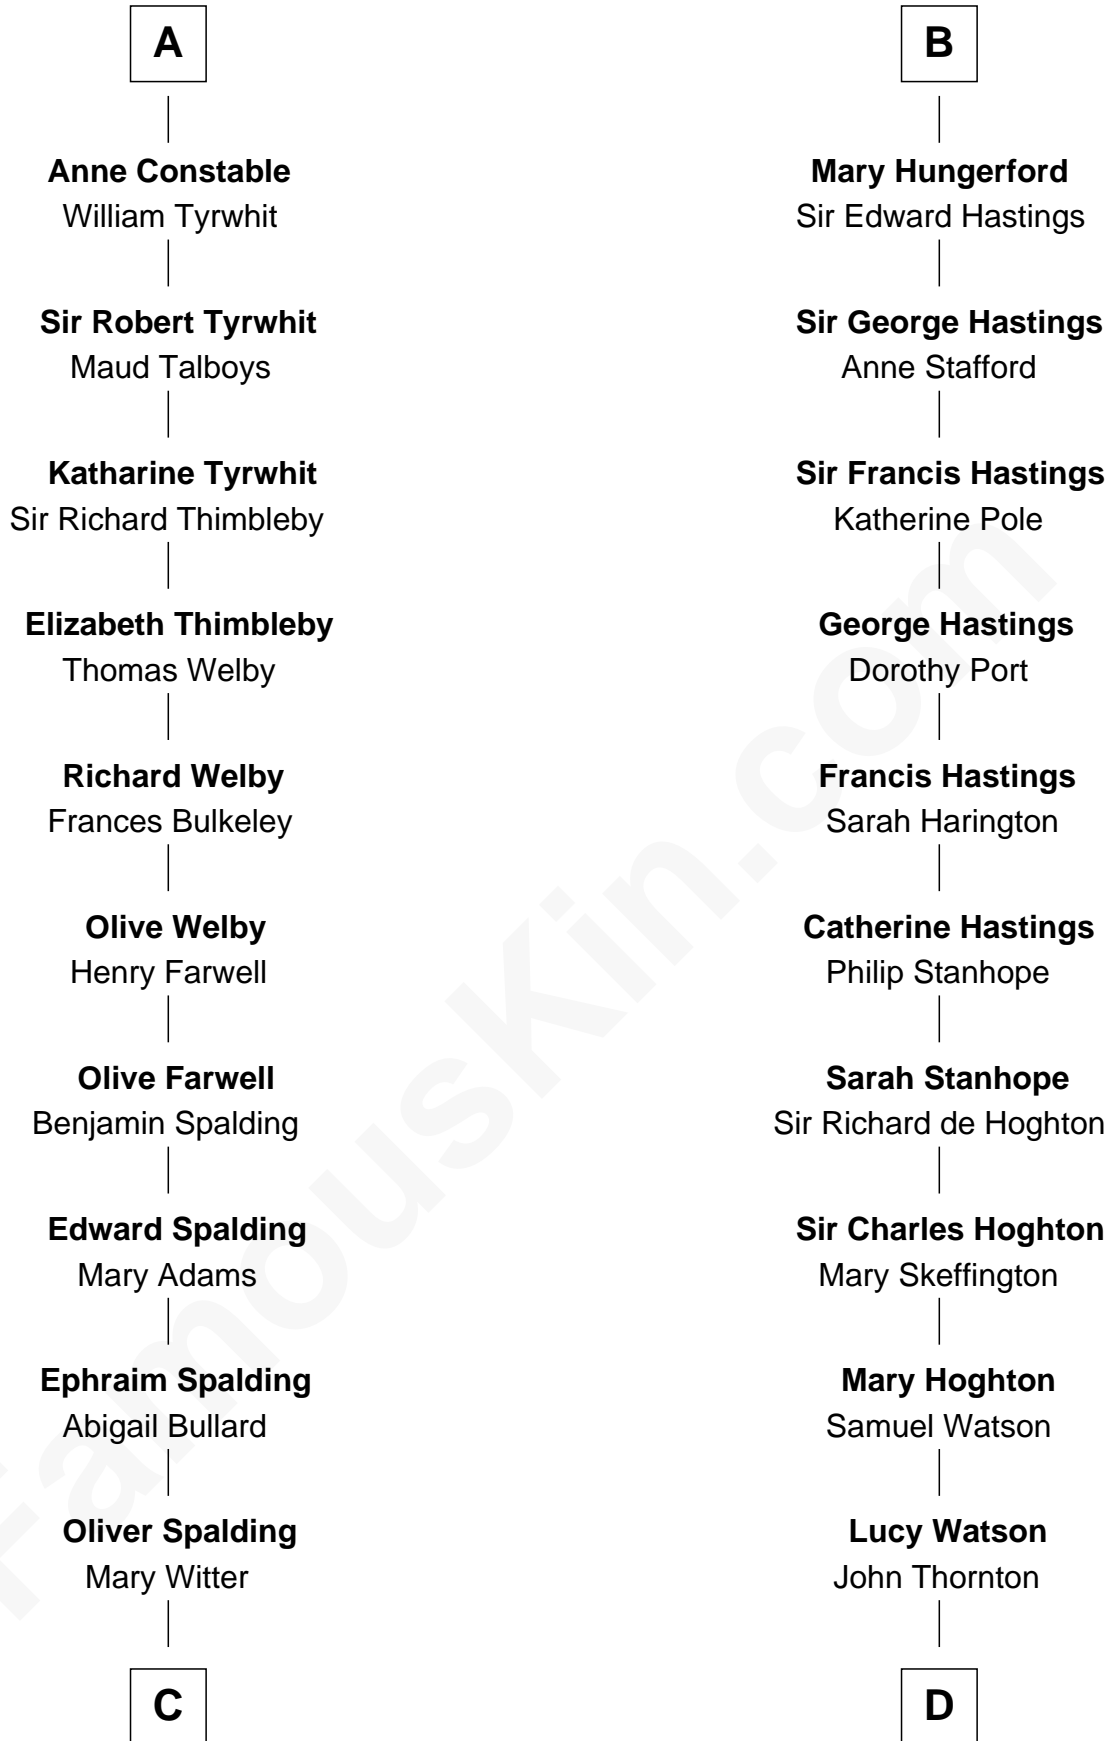 A
Anne Constable
William Tyrwhit
Sir Robert Tyrwhit
Maud Talboys
Katharine Tyrwhit
Sir Richard Thimbleby
Elizabeth Thimbleby
Thomas Welby
Richard Welby
Frances Bulkeley
Olive Welby
Henry Farwell
Olive Farwell
Benjamin Spalding
Edward Spalding
Mary Adams
Ephraim Spalding
Abigail Bullard
Oliver Spalding
Mary Witter
C
B
Mary Hungerford
Sir Edward Hastings
Sir George Hastings
Anne Stafford
Sir Francis Hastings
Katherine Pole
George Hastings
Dorothy Port
Francis Hastings
Sarah Harington
Catherine Hastings
Philip Stanhope
Sarah Stanhope
Sir Richard de Hoghton
Sir Charles Hoghton
Mary Skeffington
Mary Hoghton
Samuel Watson
Lucy Watson
John Thornton
D
FamousKin.com